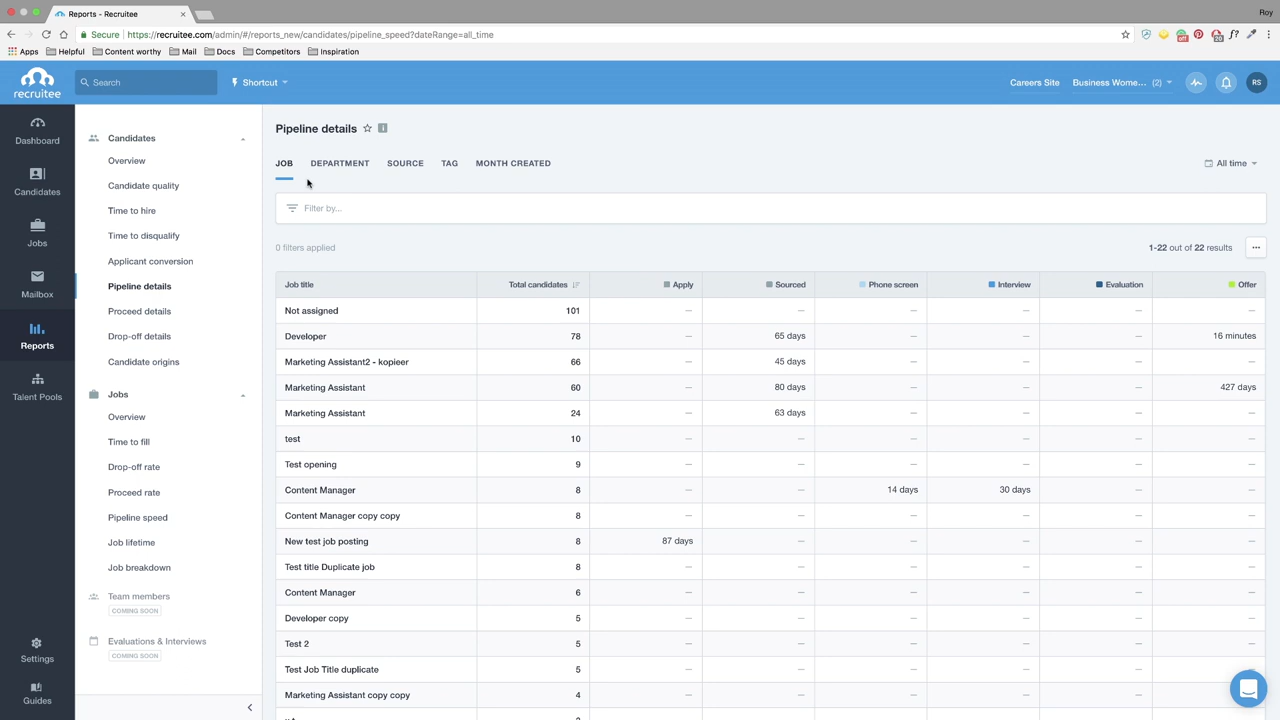 Reports - Recruitee
Roy
Secure https://recruitee.com/admin/#/reports_new/candidates/pipeline_speed?dateRange=all_time
Apps Helpful Content worthy Mail Docs Competitors Inspiration
recruitee Search Shortcut Careers Site Business Wome... (2) RS
Dashboard
Candidates
Jobs
Mailbox
Reports
Talent Pools
Settings
Guides
Candidates
Overview
Candidate quality
Time to hire
Time to disqualify
Applicant conversion
Pipeline details
Proceed details
Drop-off details
Candidate origins
Jobs
Overview
Time to fill
Drop-off rate
Proceed rate
Pipeline speed
Job lifetime
Job breakdown
Team members
COMING SOON
Evaluations & Interviews
COMING SOON
Pipeline details
JOB DEPARTMENT SOURCE TAG MONTH CREATED All time
Filter by...
0 filters applied 1-22 out of 22 results ...
Job title Total candidates Apply Sourced Phone screen Interview Evaluation Offer
Not assigned 101 — — — — — —
Developer 78 — 65 days — — — 16 minutes
Marketing Assistant2 - kopieer 66 — 45 days — — — —
Marketing Assistant 60 — 80 days — — — 427 days
Marketing Assistant 24 — 63 days — — — —
test 10 — — — — — —
Test opening 9 — — — — — —
Content Manager 8 — — 14 days 30 days — —
Content Manager copy copy 8 — — — — — —
New test job posting 8 87 days — — — — —
Test title Duplicate job 8 — — — — — —
Content Manager 6 — — — — — —
Developer copy 5 — — — — — —
Test 2 5 — — — — — —
Test Job Title duplicate 5 — — — — — —
Marketing Assistant copy copy 4 — — — — —